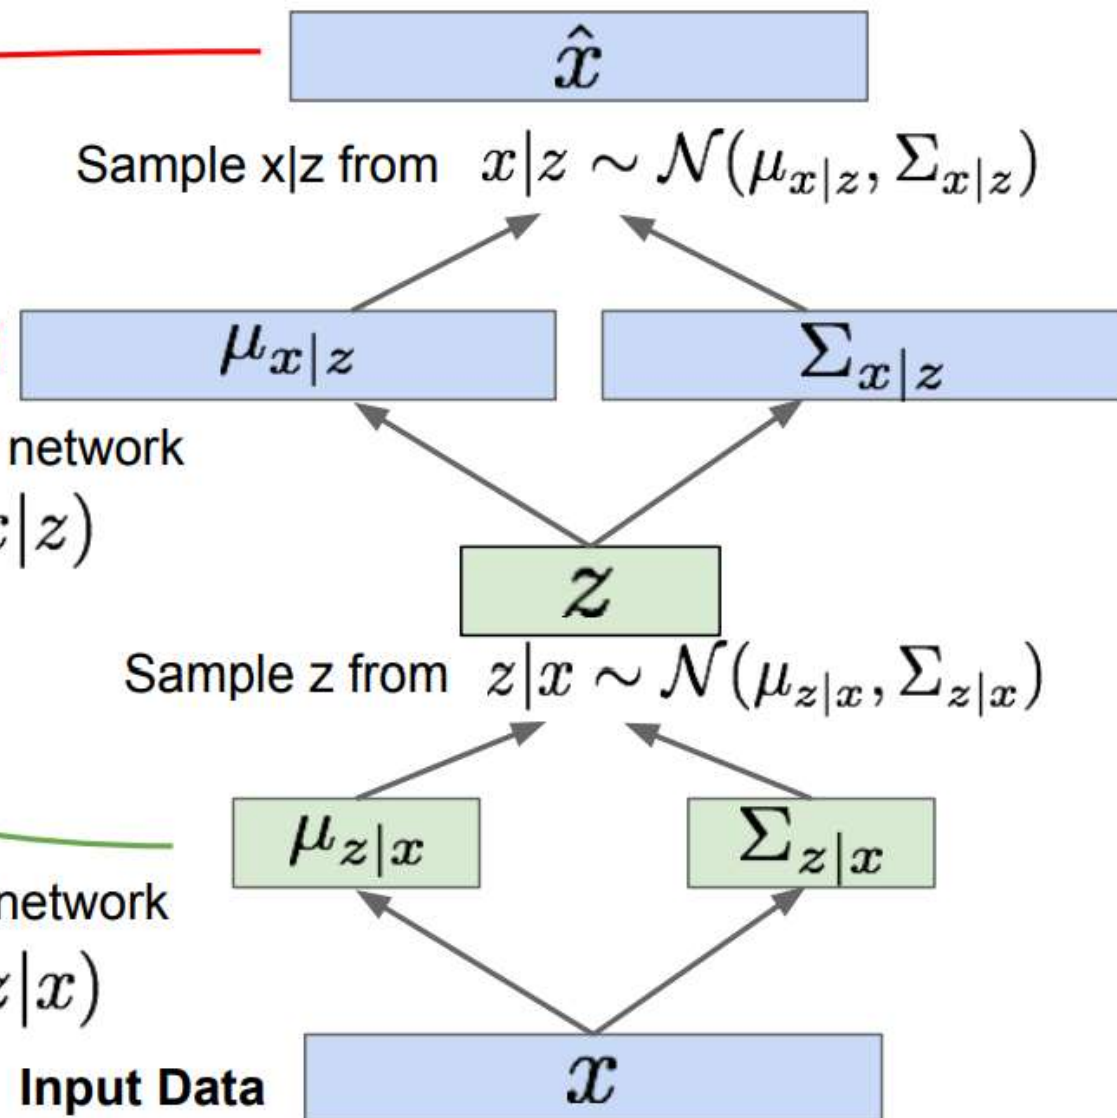 x̂
Sample x|z from x|z ~ 𝒩(μ_{x|z}, Σ_{x|z})
μ_{x|z} Σ_{x|z}
network
|z)
z
Sample z from z|x ~ 𝒩(μ_{z|x}, Σ_{z|x})
μ_{z|x} Σ_{z|x}
network
|x)
Input Data x